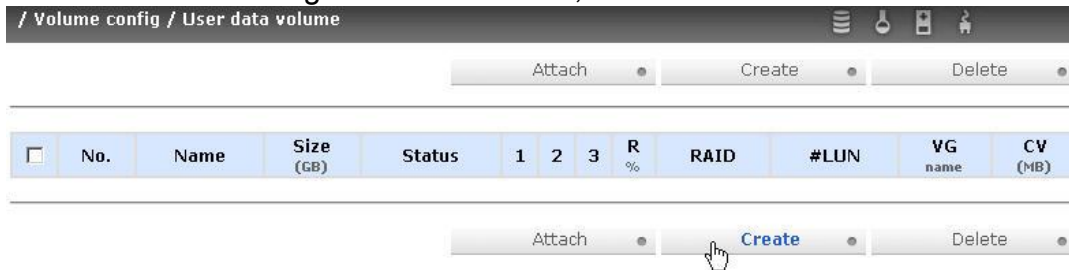 / Volume config / User data volume
Attach Create Delete
No. Name Size (GB) Status 1 2 3 R % RAID #LUN VG name CV (MB)
Attach Create Delete